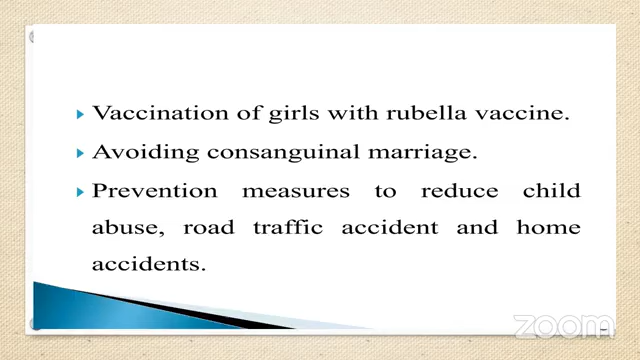 Vaccination of girls with rubella vaccine.
Avoiding consanguinal marriage.
Prevention measures to reduce child
abuse, road traffic accident and home
accidents.
zoom